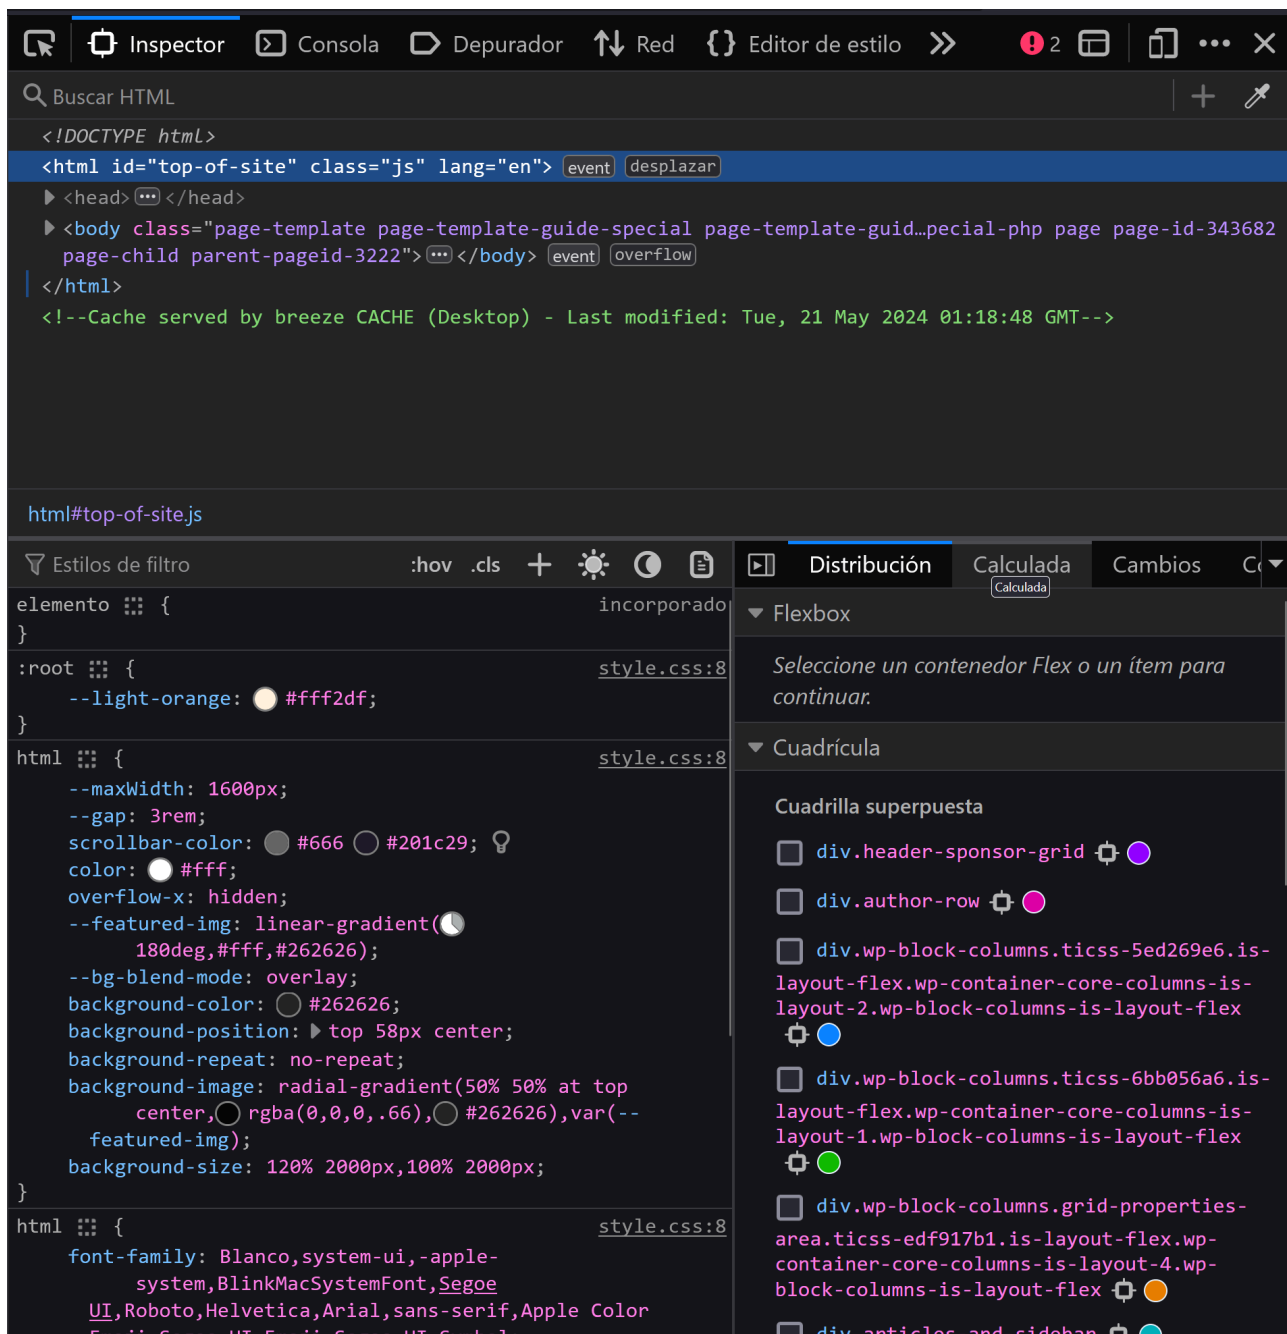 Inspector Consola Depurador Red {} Editor de estilo 2
Buscar HTML
<!DOCTYPE html>
<html id="top-of-site" class="js" lang="en"> event desplazar
<head>···</head>
<body class="page-template page-template-guide-special page-template-guid…pecial-php page page-id-343682
page-child parent-pageid-3222">···</body> event overflow
</html>
<!--Cache served by breeze CACHE (Desktop) - Last modified: Tue, 21 May 2024 01:18:48 GMT-->
html#top-of-site.js
Estilos de filtro :hov .cls
elemento { incorporado
}
:root { style.css:8
--light-orange: #fff2df;
}
html { style.css:8
--maxWidth: 1600px;
--gap: 3rem;
scrollbar-color: #666 #201c29;
color: #fff;
overflow-x: hidden;
--featured-img: linear-gradient(
180deg,#fff,#262626);
--bg-blend-mode: overlay;
background-color: #262626;
background-position: top 58px center;
background-repeat: no-repeat;
background-image: radial-gradient(50% 50% at top
center, rgba(0,0,0,.66), #262626),var(--
featured-img);
background-size: 120% 2000px,100% 2000px;
}
html { style.css:8
font-family: Blanco,system-ui,-apple-
system,BlinkMacSystemFont,Segoe
UI,Roboto,Helvetica,Arial,sans-serif,Apple Color
Distribución Calculada Cambios
Calculada
Flexbox
Seleccione un contenedor Flex o un ítem para
continuar.
Cuadrícula
Cuadrilla superpuesta
div.header-sponsor-grid
div.author-row
div.wp-block-columns.ticss-5ed269e6.is-
layout-flex.wp-container-core-columns-is-
layout-2.wp-block-columns-is-layout-flex
div.wp-block-columns.ticss-6bb056a6.is-
layout-flex.wp-container-core-columns-is-
layout-1.wp-block-columns-is-layout-flex
div.wp-block-columns.grid-properties-
area.ticss-edf917b1.is-layout-flex.wp-
container-core-columns-is-layout-4.wp-
block-columns-is-layout-flex
div.articles-and-sidebar